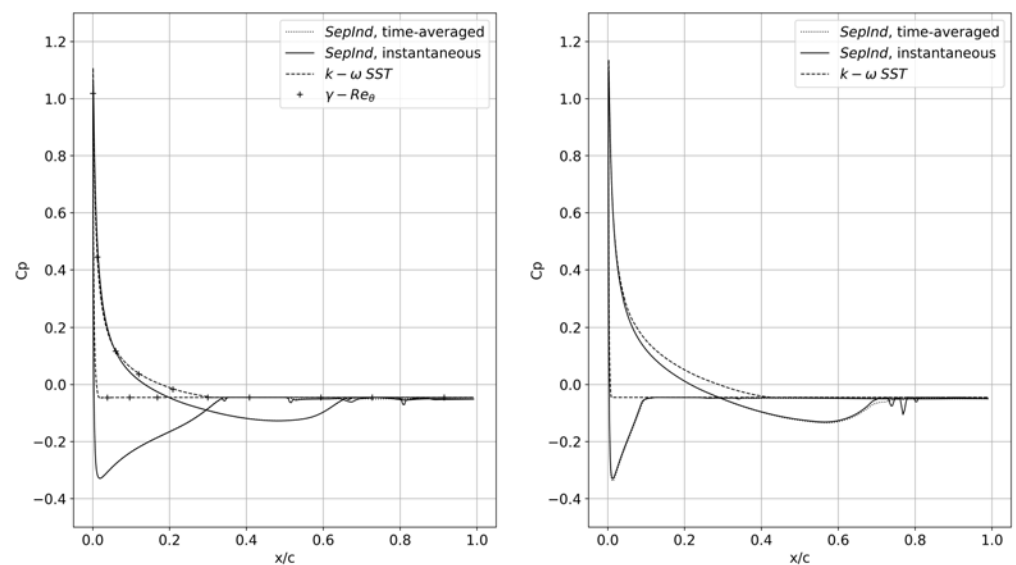 SepInd, time-averaged
SepInd, instantaneous
k − ω SST
γ − Reθ
1.2
1.0
0.8
0.6
0.4
0.2
0.0
−0.2
−0.4
Cp
0.0 0.2 0.4 0.6 0.8 1.0
x/c
SepInd, time-averaged
SepInd, instantaneous
k − ω SST
1.2
1.0
0.8
0.6
0.4
0.2
0.0
−0.2
−0.4
Cp
0.0 0.2 0.4 0.6 0.8 1.0
x/c